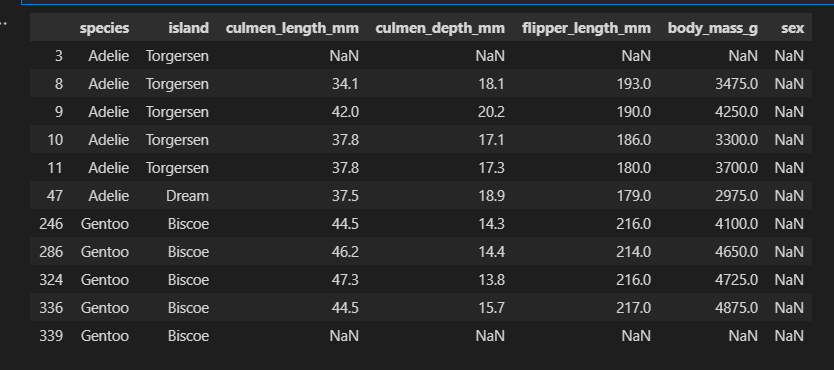 species island culmen_length_mm culmen_depth_mm flipper_length_mm body_mass_g sex
3 Adelie Torgersen NaN NaN NaN NaN NaN
8 Adelie Torgersen 34.1 18.1 193.0 3475.0 NaN
9 Adelie Torgersen 42.0 20.2 190.0 4250.0 NaN
10 Adelie Torgersen 37.8 17.1 186.0 3300.0 NaN
11 Adelie Torgersen 37.8 17.3 180.0 3700.0 NaN
47 Adelie Dream 37.5 18.9 179.0 2975.0 NaN
246 Gentoo Biscoe 44.5 14.3 216.0 4100.0 NaN
286 Gentoo Biscoe 46.2 14.4 214.0 4650.0 NaN
324 Gentoo Biscoe 47.3 13.8 216.0 4725.0 NaN
336 Gentoo Biscoe 44.5 15.7 217.0 4875.0 NaN
339 Gentoo Biscoe NaN NaN NaN NaN NaN